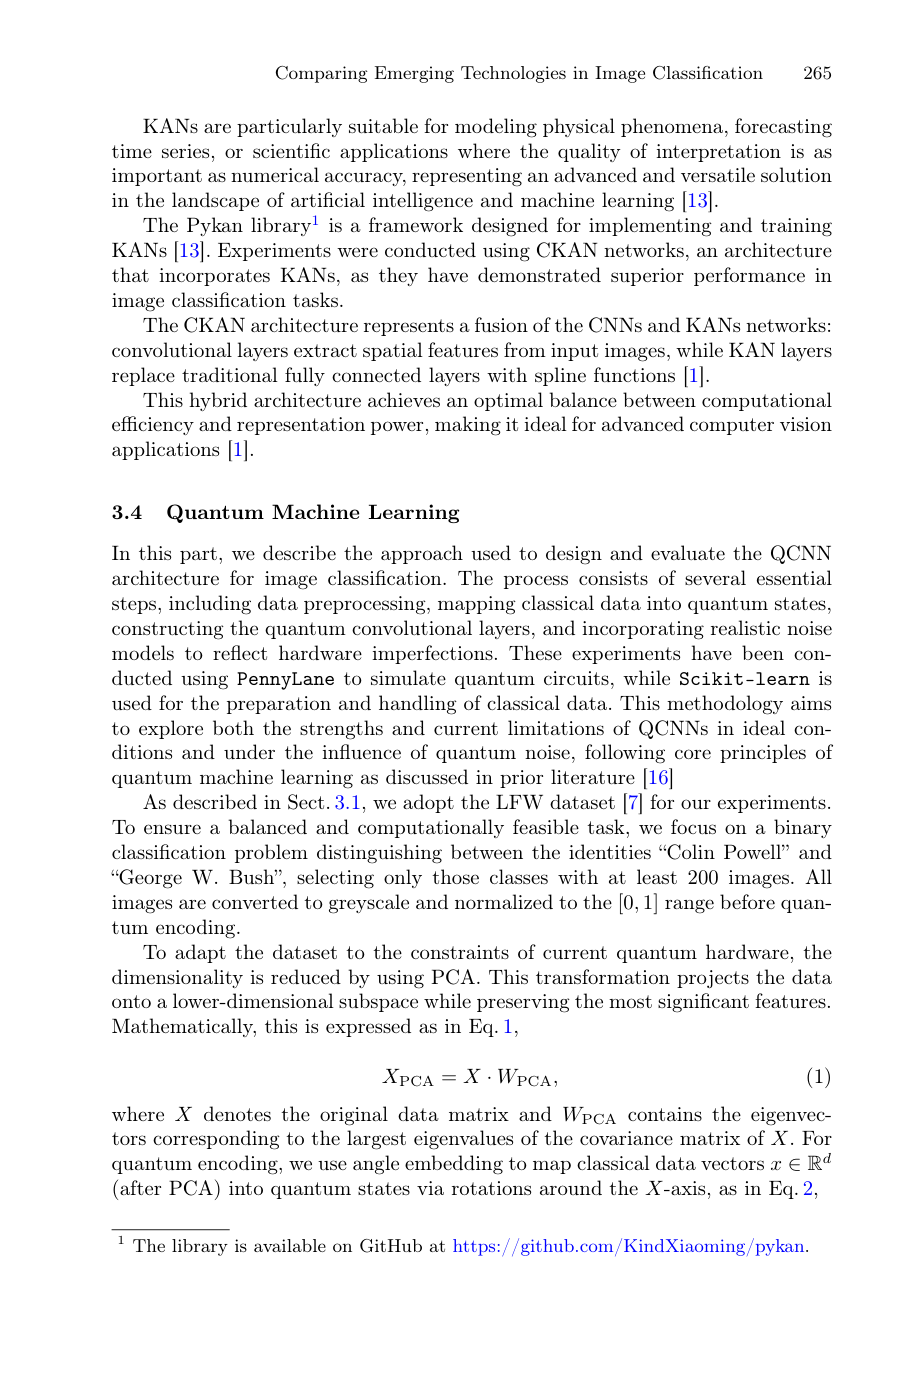 Comparing Emerging Technologies in Image Classification 265
KANs are particularly suitable for modeling physical phenomena, forecasting
time series, or scientific applications where the quality of interpretation is as
important as numerical accuracy, representing an advanced and versatile solution
in the landscape of artificial intelligence and machine learning [13].
The Pykan library¹ is a framework designed for implementing and training
KANs [13]. Experiments were conducted using CKAN networks, an architecture
that incorporates KANs, as they have demonstrated superior performance in
image classification tasks.
The CKAN architecture represents a fusion of the CNNs and KANs networks:
convolutional layers extract spatial features from input images, while KAN layers
replace traditional fully connected layers with spline functions [1].
This hybrid architecture achieves an optimal balance between computational
efficiency and representation power, making it ideal for advanced computer vision
applications [1].
3.4 Quantum Machine Learning
In this part, we describe the approach used to design and evaluate the QCNN
architecture for image classification. The process consists of several essential
steps, including data preprocessing, mapping classical data into quantum states,
constructing the quantum convolutional layers, and incorporating realistic noise
models to reflect hardware imperfections. These experiments have been con-
ducted using PennyLane to simulate quantum circuits, while Scikit-learn is
used for the preparation and handling of classical data. This methodology aims
to explore both the strengths and current limitations of QCNNs in ideal con-
ditions and under the influence of quantum noise, following core principles of
quantum machine learning as discussed in prior literature [16]
As described in Sect. 3.1, we adopt the LFW dataset [7] for our experiments.
To ensure a balanced and computationally feasible task, we focus on a binary
classification problem distinguishing between the identities “Colin Powell” and
“George W. Bush”, selecting only those classes with at least 200 images. All
images are converted to greyscale and normalized to the [0, 1] range before quan-
tum encoding.
To adapt the dataset to the constraints of current quantum hardware, the
dimensionality is reduced by using PCA. This transformation projects the data
onto a lower-dimensional subspace while preserving the most significant features.
Mathematically, this is expressed as in Eq. 1,
X_PCA = X · W_PCA, (1)
where X denotes the original data matrix and W_PCA contains the eigenvec-
tors corresponding to the largest eigenvalues of the covariance matrix of X. For
quantum encoding, we use angle embedding to map classical data vectors x ∈ ℝᵈ
(after PCA) into quantum states via rotations around the X-axis, as in Eq. 2,
¹ The library is available on GitHub at https://github.com/KindXiaoming/pykan.